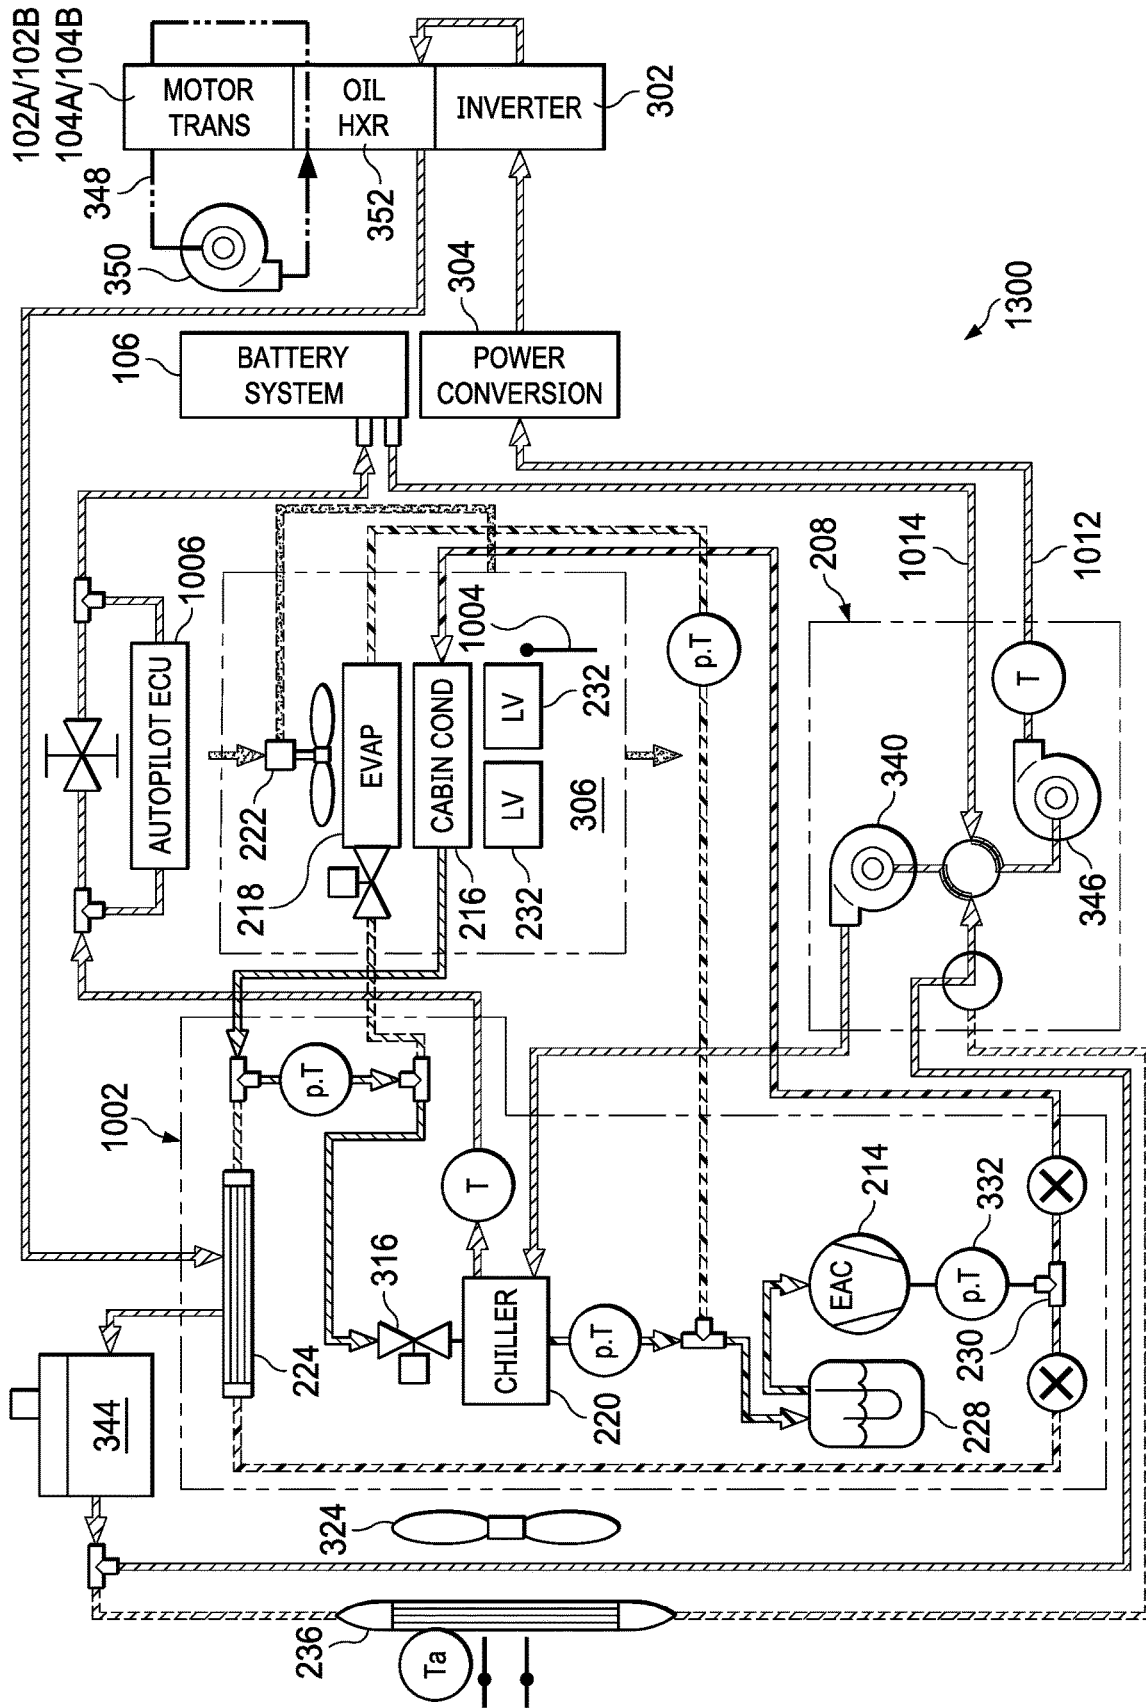 102A/102B
104A/104B
MOTOR
TRANS
OIL
HXR
INVERTER
302
348
350
352
304
106
BATTERY
SYSTEM
POWER
CONVERSION
1300
1006
AUTOPILOT ECU
222
218
EVAP
CABIN COND
216
LV
LV
232
232
1004
306
p.T
208
1014
1012
340
346
T
1002
p.T
T
224
316
CHILLER
220
p.T
EAC
214
p.T
332
230
228
344
324
236
Ta